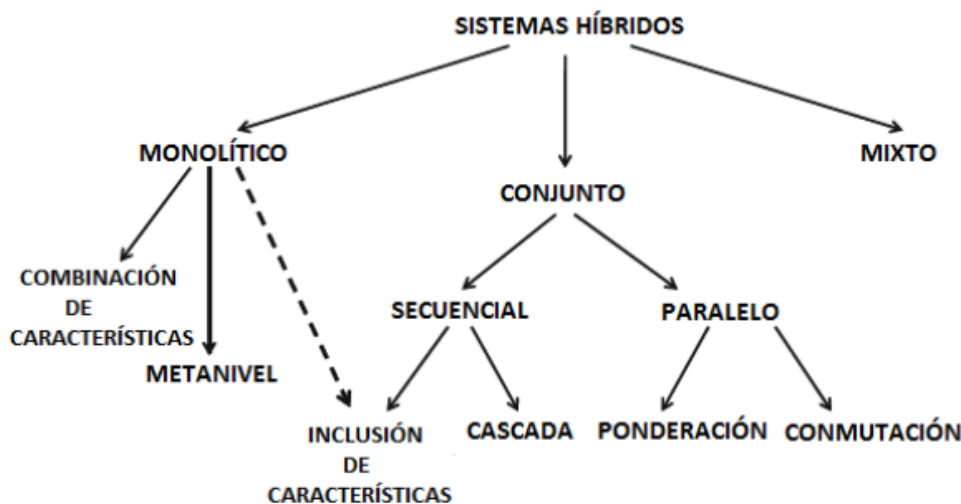 SISTEMAS HÍBRIDOS
MONOLÍTICO
MIXTO
CONJUNTO
COMBINACIÓN
DE
CARACTERÍSTICAS
SECUENCIAL
PARALELO
METANIVEL
INCLUSIÓN
DE
CARACTERÍSTICAS
CASCADA
PONDERACIÓN
CONMUTACIÓN